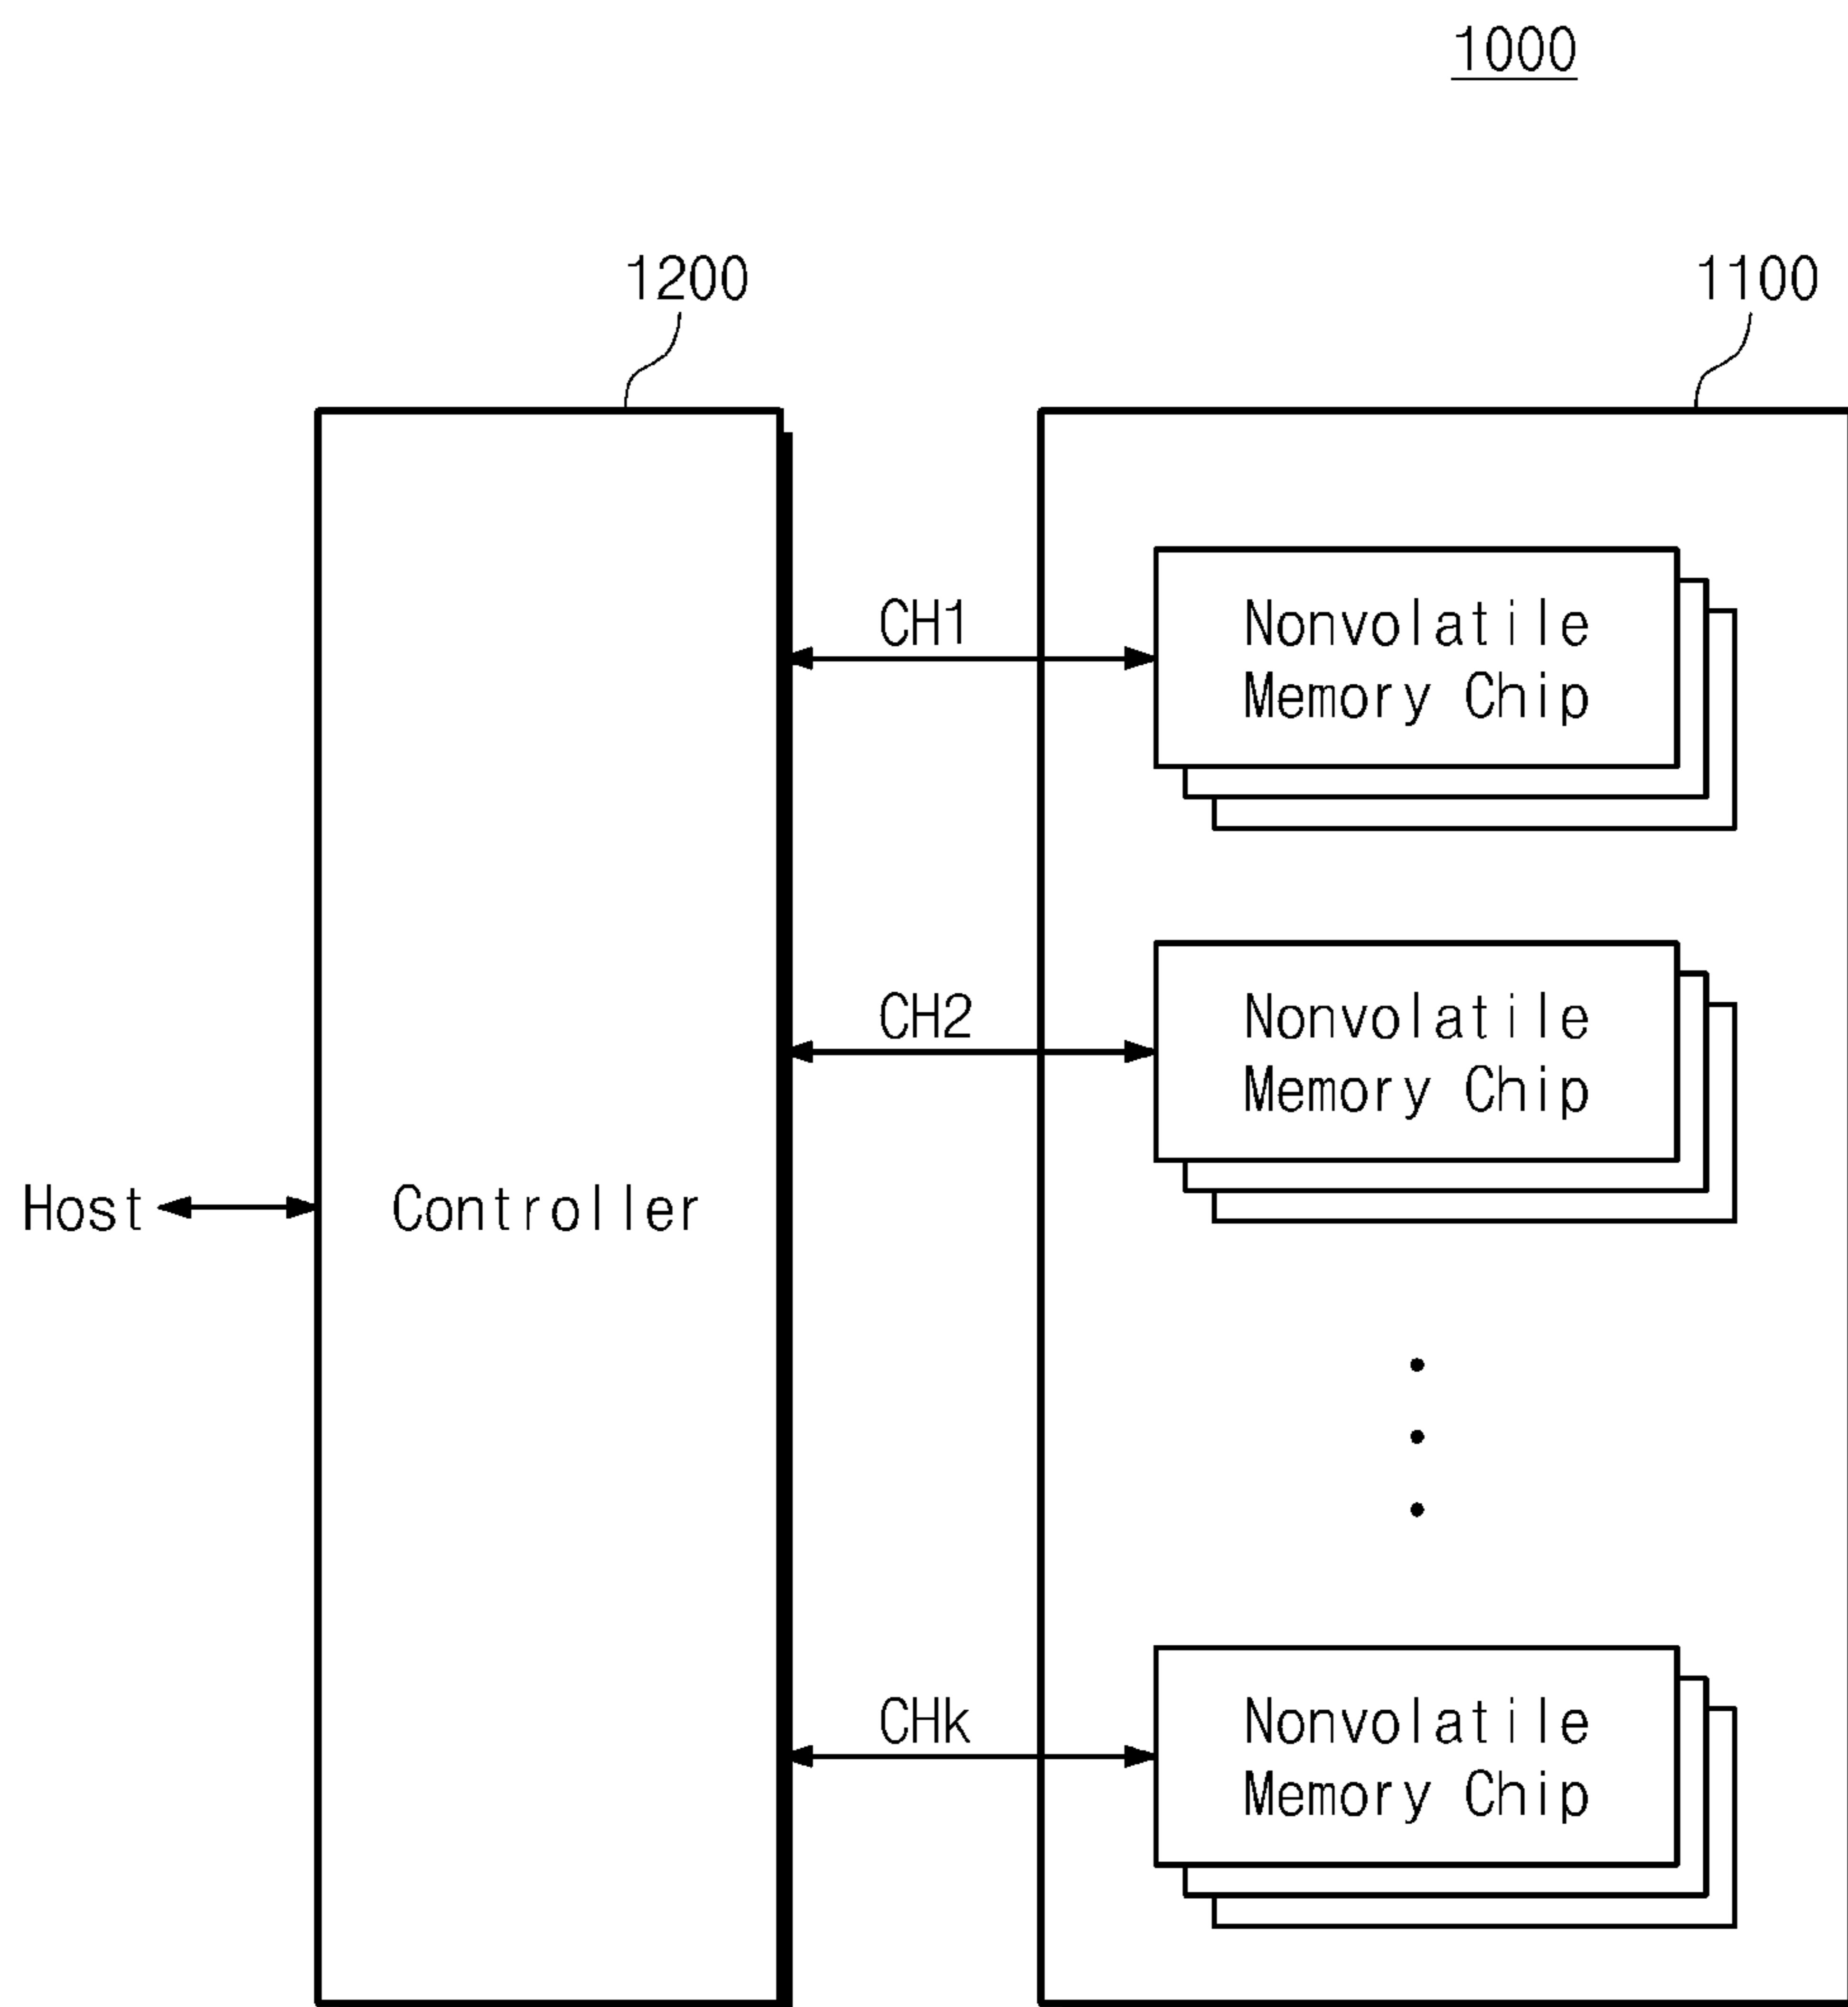 1000
1200
1100
CH1
Nonvolatile
Memory Chip
CH2
Nonvolatile
Memory Chip
Host
Controller
CHk
Nonvolatile
Memory Chip